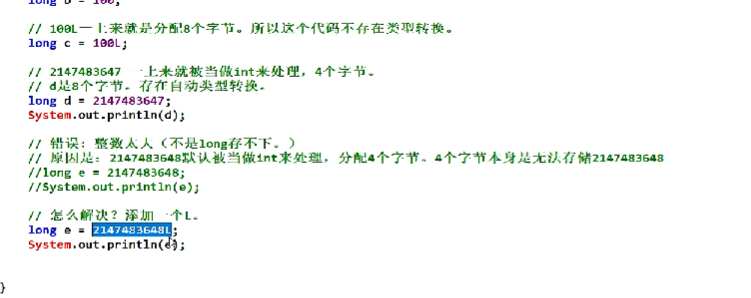 long b = 100;
// 100L一上来就是分配8个字节。所以这个代码不存在类型转换。
long c = 100L;
// 2147483647 一上来就被当做int来处理，4个字节。
// d是8个字节。存在自动类型转换。
long d = 2147483647;
System.out.println(d);
// 错误：整数太大（不是long存不下。）
// 原因是：2147483648默认被当做int来处理，分配4个字节。4个字节本身是无法存储2147483648
//long e = 2147483648;
//System.out.println(e);
// 怎么解决？添加一个L。
long e = 2147483648L;
System.out.println(e);
}